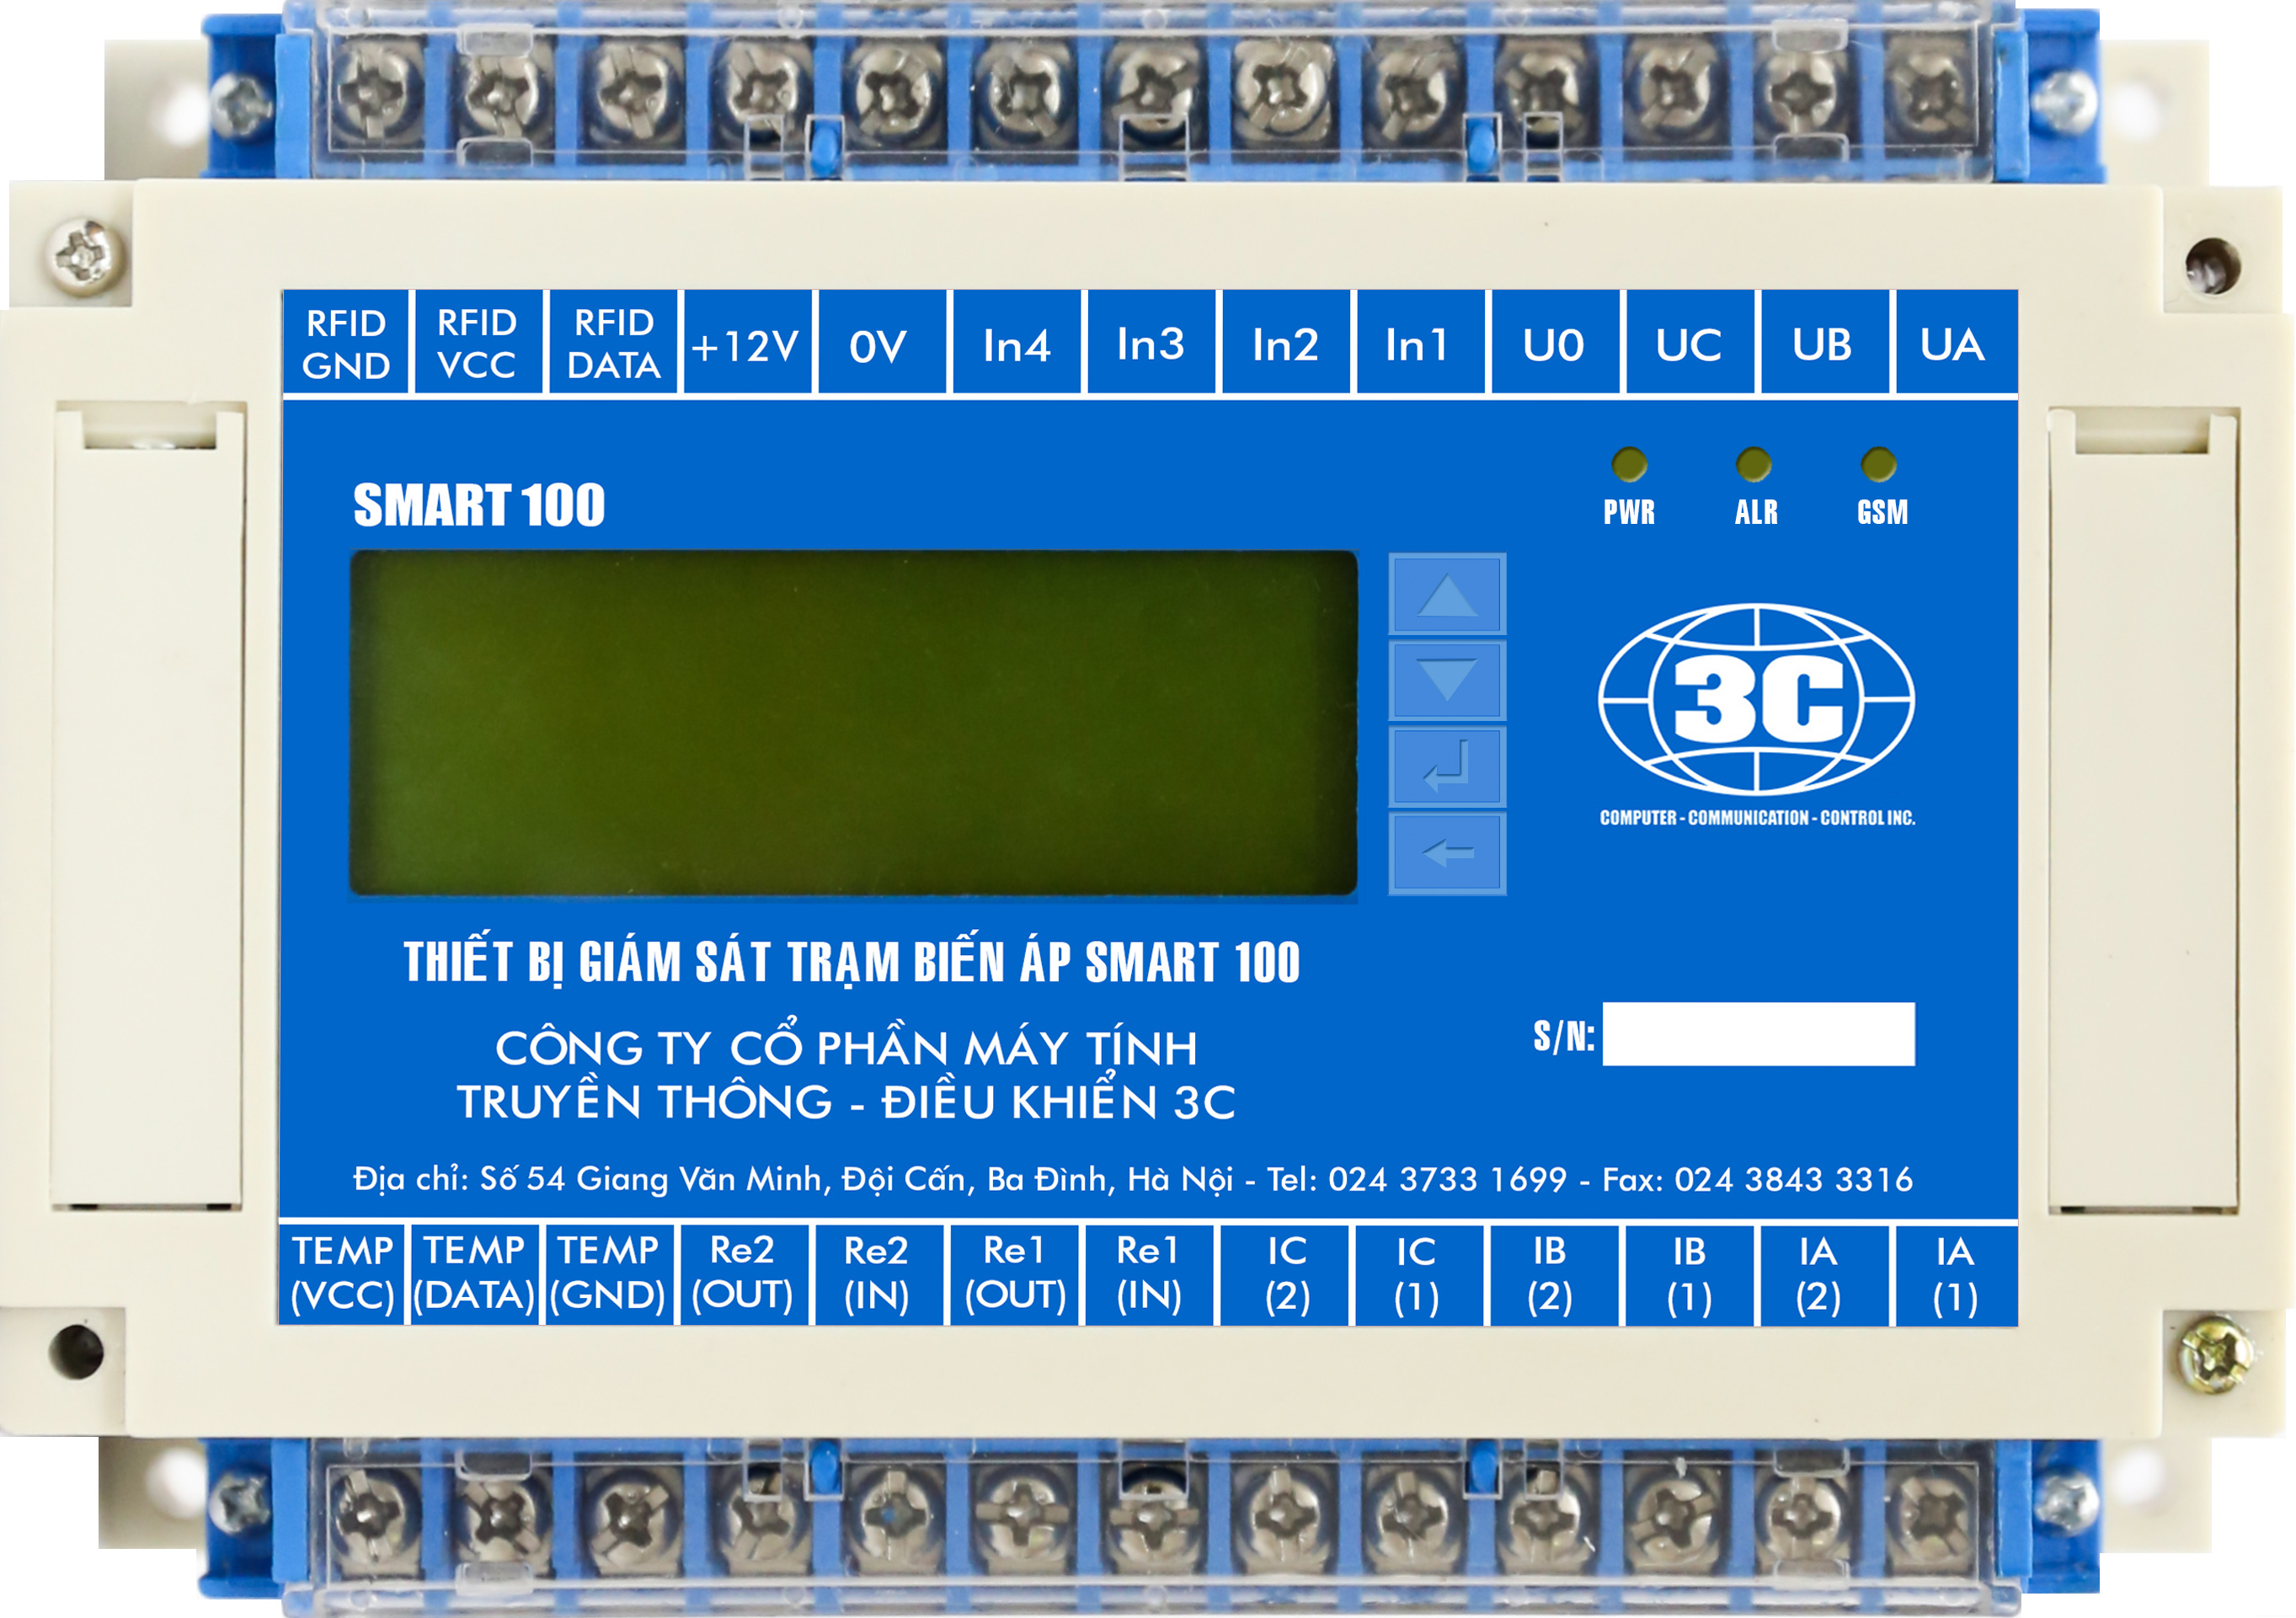 RFID GND
RFID VCC
RFID DATA
+12V
0V
In4
In3
In2
In1
U0
UC
UB
UA
SMART 100
PWR
ALR
GSM
3C
COMPUTER - COMMUNICATION - CONTROL INC.
THIẾT BỊ GIÁM SÁT TRẠM BIẾN ÁP SMART 100
CÔNG TY CỔ PHẦN MÁY TÍNH
TRUYỀN THÔNG - ĐIỀU KHIỂN 3C
S/N:
Địa chỉ: Số 54 Giang Văn Minh, Đội Cấn, Ba Đình, Hà Nội - Tel: 024 3733 1699 - Fax: 024 3843 3316
TEMP (VCC)
TEMP (DATA)
TEMP (GND)
Re2 (OUT)
Re2 (IN)
Re1 (OUT)
Re1 (IN)
IC (2)
IC (1)
IB (2)
IB (1)
IA (2)
IA (1)